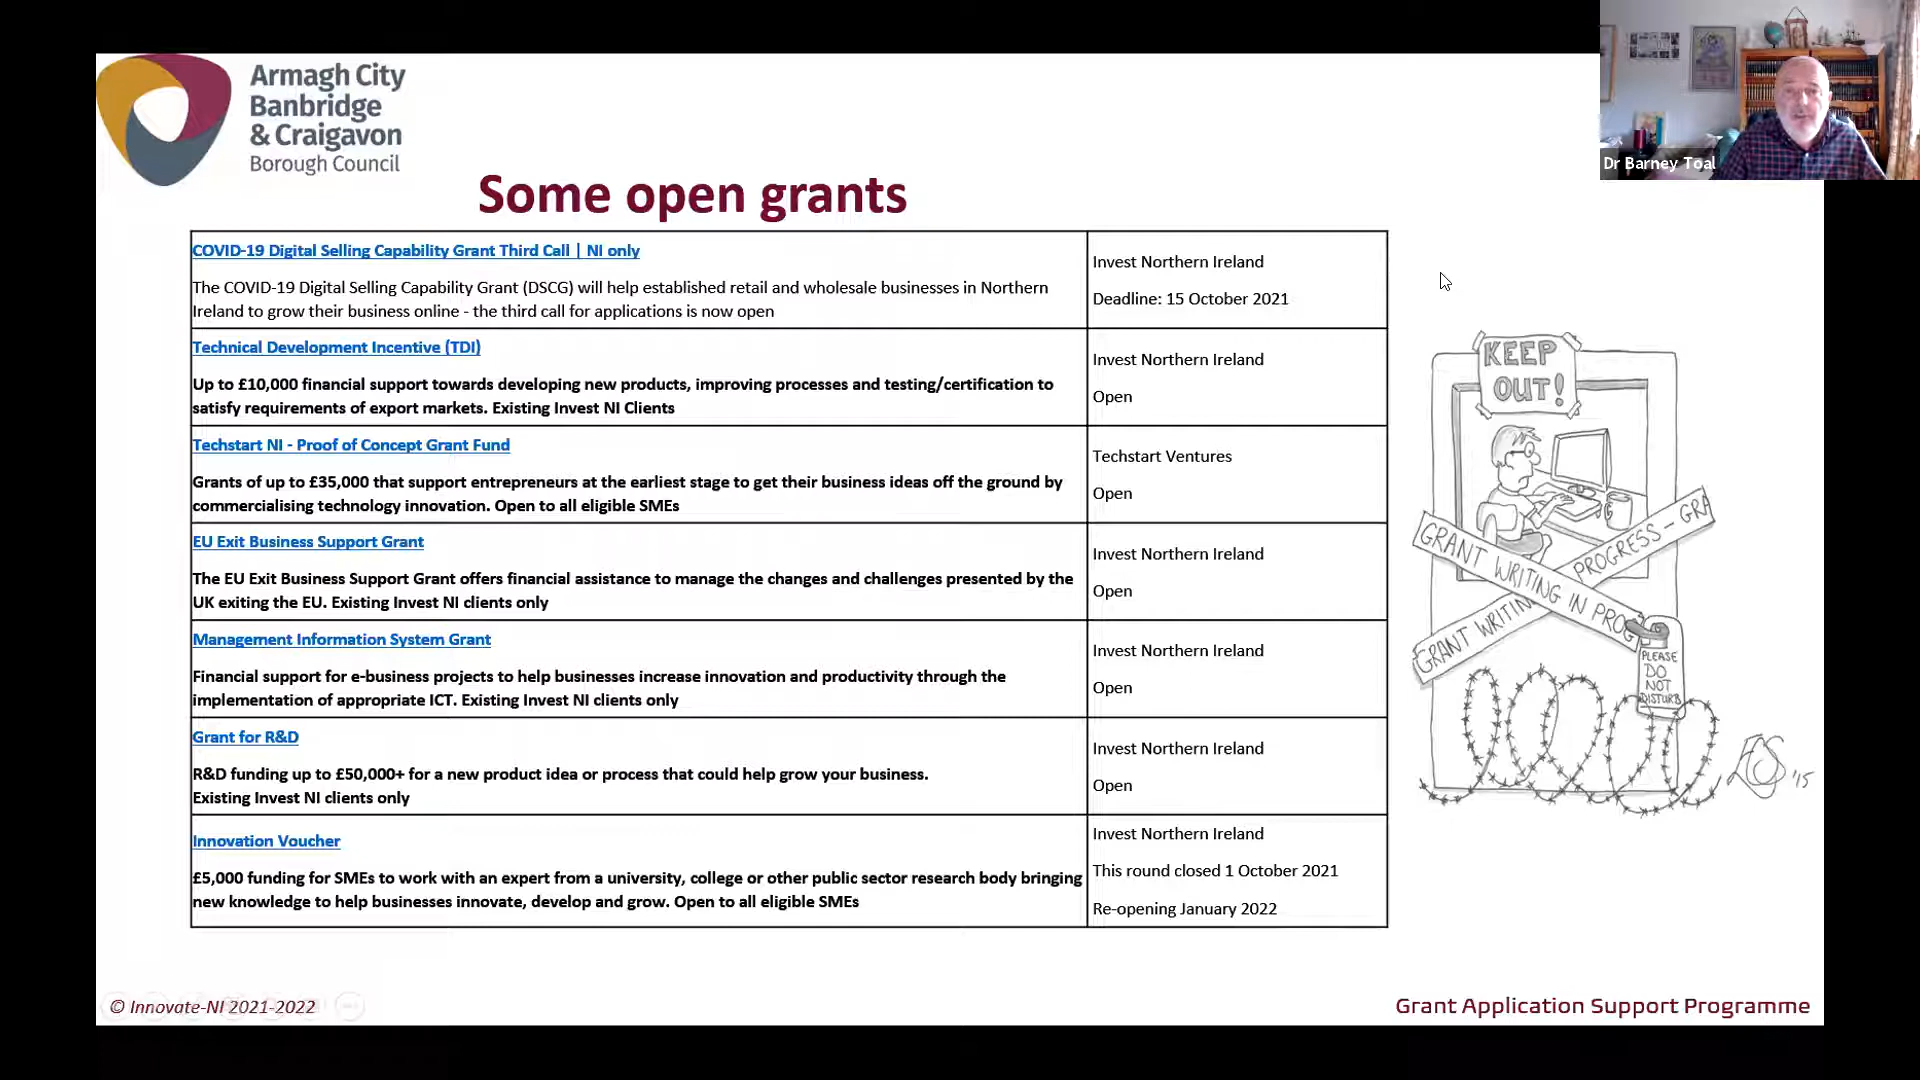 Armagh City
Banbridge
& Craigavon
Borough Council
Dr Barney Toal
Some open grants
COVID-19 Digital Selling Capability Grant Third Call | NI only
The COVID-19 Digital Selling Capability Grant (DSCG) will help established retail and wholesale businesses in Northern
Ireland to grow their business online - the third call for applications is now open
Invest Northern Ireland
Deadline: 15 October 2021
Technical Development Incentive (TDI)
Up to £10,000 financial support towards developing new products, improving processes and testing/certification to
satisfy requirements of export markets. Existing Invest NI Clients
Invest Northern Ireland
Open
Techstart NI - Proof of Concept Grant Fund
Grants of up to £35,000 that support entrepreneurs at the earliest stage to get their business ideas off the ground by
commercialising technology innovation. Open to all eligible SMEs
Techstart Ventures
Open
EU Exit Business Support Grant
The EU Exit Business Support Grant offers financial assistance to manage the changes and challenges presented by the
UK exiting the EU. Existing Invest NI clients only
Invest Northern Ireland
Open
Management Information System Grant
Financial support for e-business projects to help businesses increase innovation and productivity through the
implementation of appropriate ICT. Existing Invest NI clients only
Invest Northern Ireland
Open
Grant for R&D
R&D funding up to £50,000+ for a new product idea or process that could help grow your business.
Existing Invest NI clients only
Invest Northern Ireland
Open
Innovation Voucher
£5,000 funding for SMEs to work with an expert from a university, college or other public sector research body bringing
new knowledge to help businesses innovate, develop and grow. Open to all eligible SMEs
Invest Northern Ireland
This round closed 1 October 2021
Re-opening January 2022
KEEP
OUT!
GRANT WRITING IN PROG
GRANT WRITIN PROGRESS - GRA
PLEASE
DO
NOT
DISTURB
'15
© Innovate-NI 2021-2022
Grant Application Support Programme